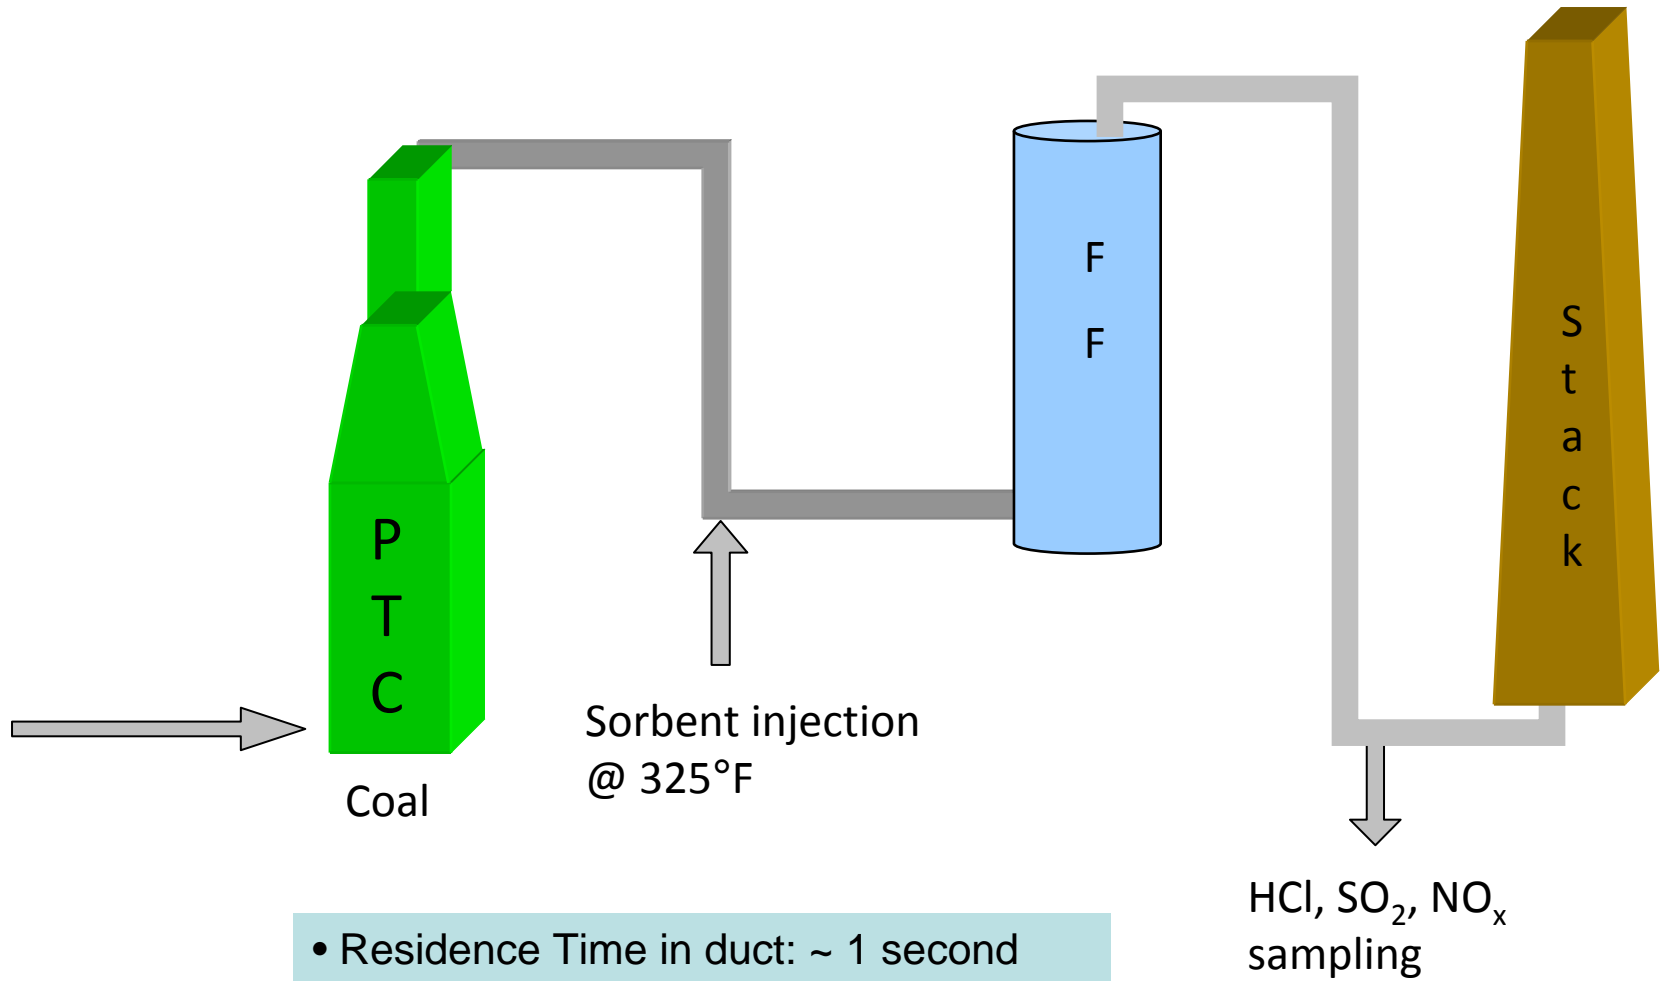 P
T
C
Coal
Sorbent injection
@ 325°F
F
F
S
t
a
c
k
HCl, SO₂, NOₓ
sampling
• Residence Time in duct: ~ 1 second